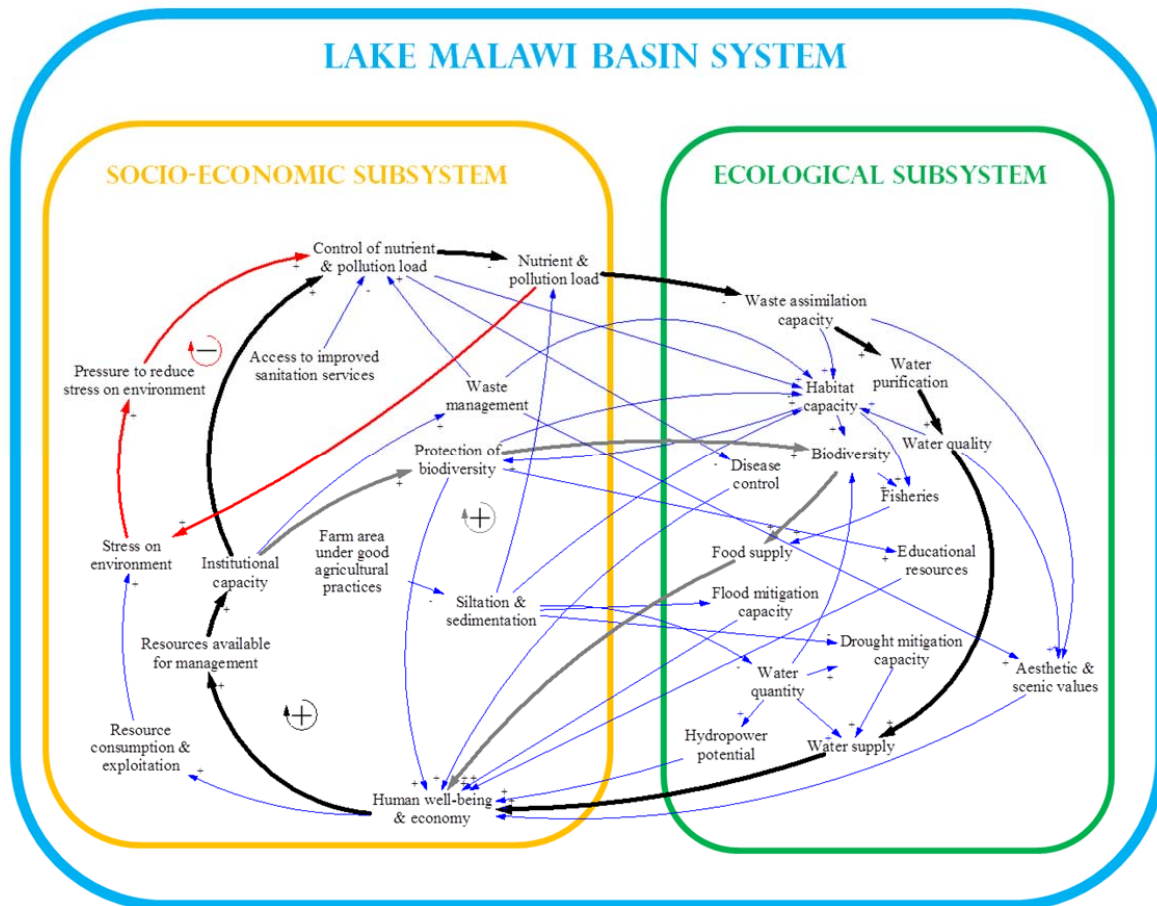 LAKE MALAWI BASIN SYSTEM
SOCIO-ECONOMIC SUBSYSTEM
ECOLOGICAL SUBSYSTEM
Control of nutrient
& pollution load
Nutrient &
pollution load
Waste assimilation
capacity
Access to improved
sanitation services
Pressure to reduce
stress on environment
Waste
management
Water
purification
Habitat
capacity
Water quality
Protection of
biodiversity
Biodiversity
Disease
control
Fisheries
Farm area
under good
agricultural
practices
Stress on
environment
Institutional
capacity
Food supply
Educational
resources
Siltation &
sedimentation
Flood mitigation
capacity
Resources available
for management
Drought mitigation
capacity
Water
quantity
Aesthetic &
scenic values
Resource
consumption &
exploitation
Hydropower
potential
Water supply
Human well-being
& economy